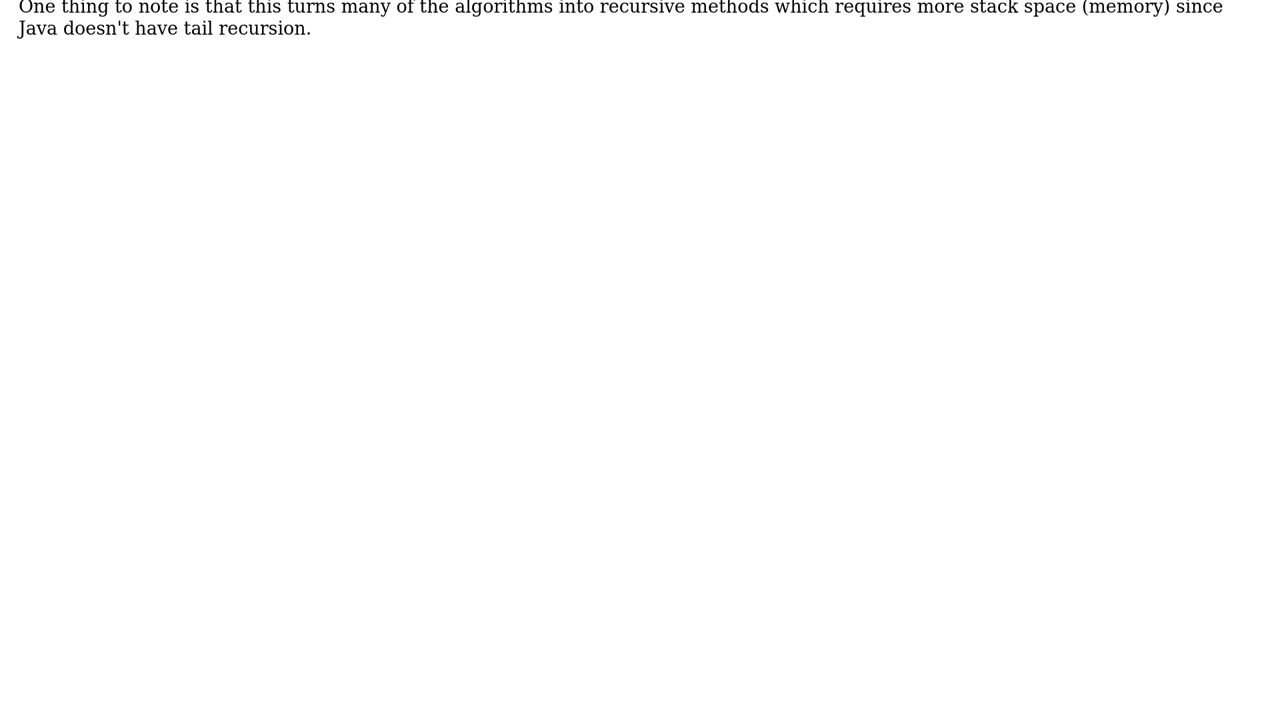 One thing to note is that this turns many of the algorithms into recursive methods which requires more stack space (memory) since
Java doesn't have tail recursion.